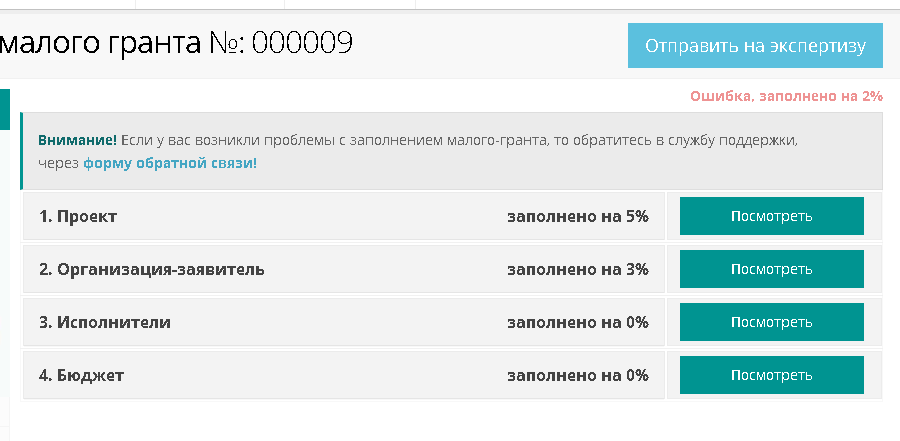 малого гранта №: 000009
Отправить на экспертизу
Ошибка, заполнено на 2%
Внимание! Если у вас возникли проблемы с заполнением малого-гранта, то обратитесь в службу поддержки,
через форму обратной связи!
1. Проект заполнено на 5% Посмотреть
2. Организация-заявитель заполнено на 3% Посмотреть
3. Исполнители заполнено на 0% Посмотреть
4. Бюджет заполнено на 0% Посмотреть